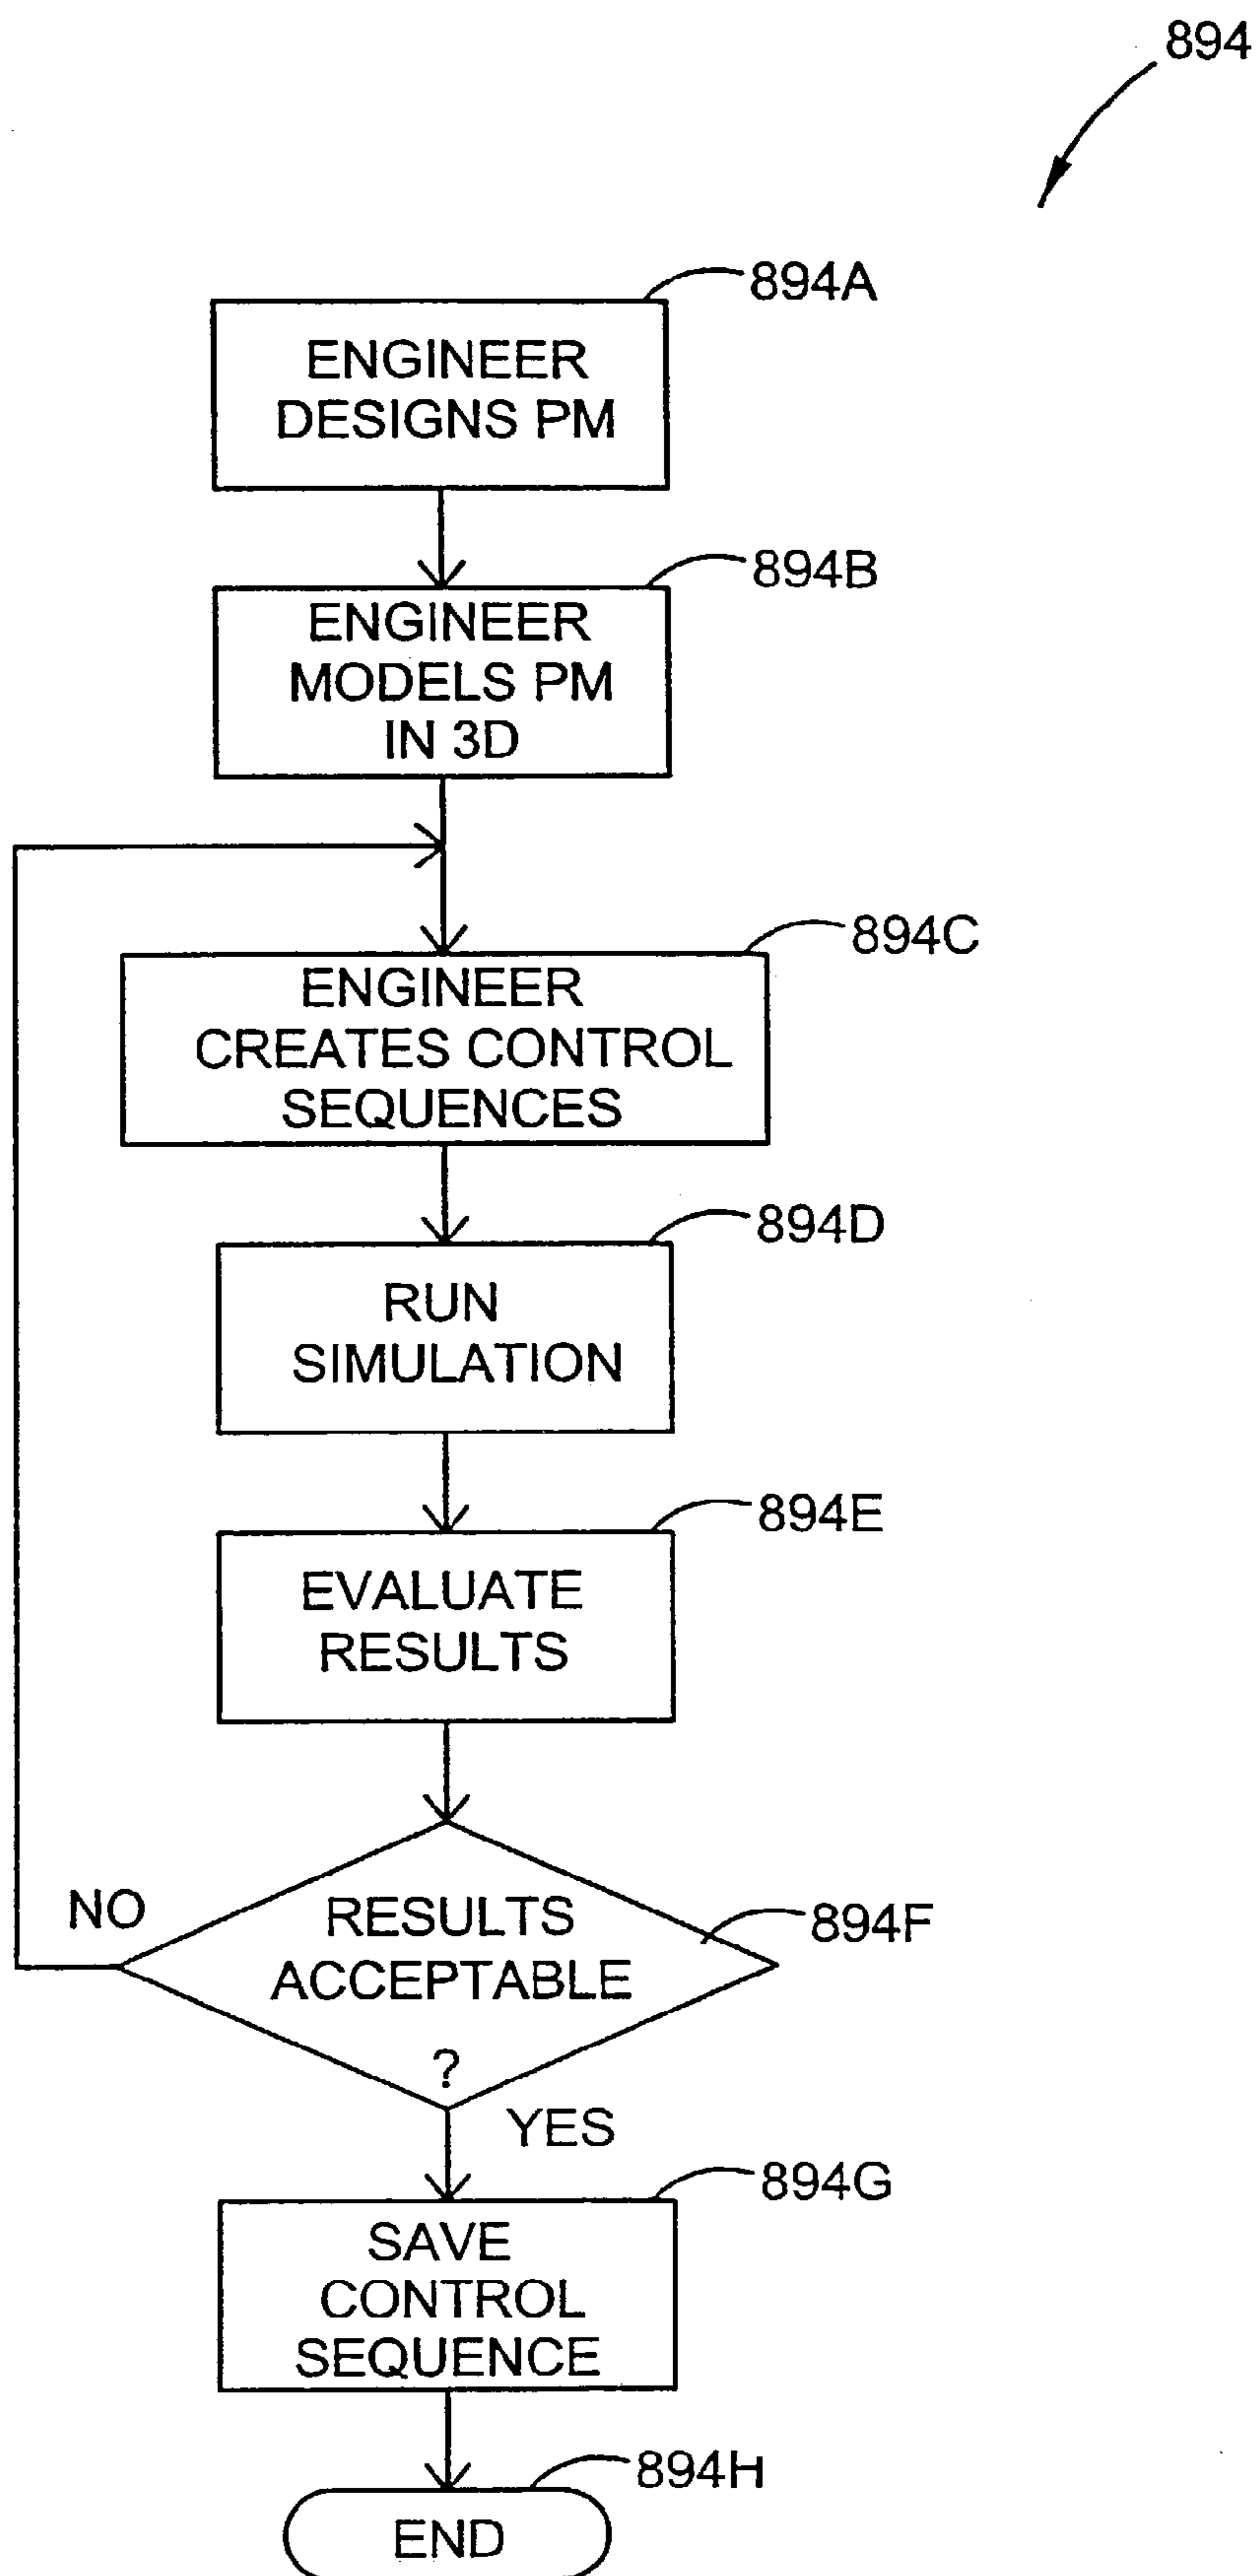 894
894A
ENGINEER
DESIGNS PM
894B
ENGINEER
MODELS PM
IN 3D
894C
ENGINEER
CREATES CONTROL
SEQUENCES
894D
RUN
SIMULATION
894E
EVALUATE
RESULTS
NO
RESULTS
ACCEPTABLE
?
894F
YES
894G
SAVE
CONTROL
SEQUENCE
894H
END